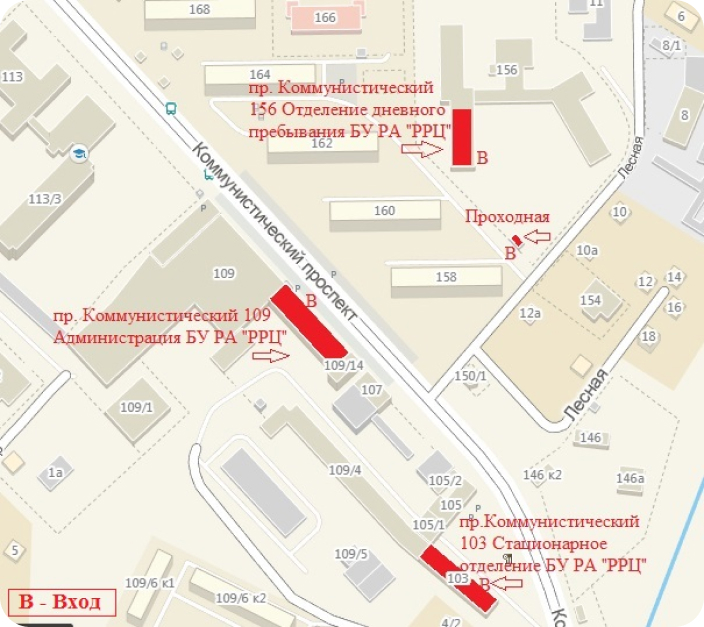 168
166
11
6
8/1
113
164
156
пр. Коммунистический
156 Отделение дневного
пребывания БУ РА "РРЦ"
В
162
8
Лесная
113/3
Коммунистический проспект
160
Проходная
В
10
10а
109
158
12
14
16
154
12а
18
В
пр. Коммунистический 109
Администрация БУ РА "РРЦ"
109/14
107
150/1
Лесная
109/1
146
1а
109/4
105/2
146 к2
146а
105
105/1
пр.Коммунистический
103 Стационарное
отделение БУ РА "РРЦ"
5
109/5
103
В
109/6 к1
109/6 к2
В - Вход
4/2
Ко